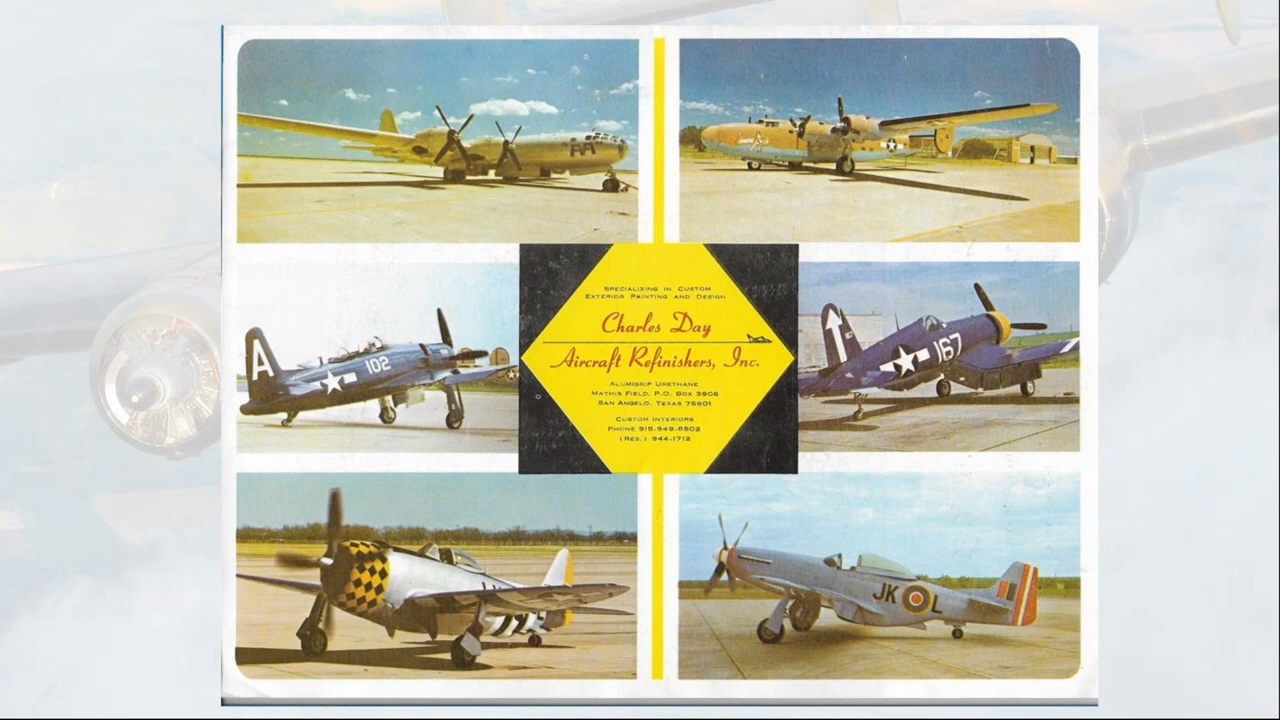 A
102
167
JK L
SPECIALIZING IN CUSTOM
EXTERIOR PAINTING AND DESIGN
Charles Day
Aircraft Refinishers, Inc.
ALUMIGRIP URETHANE
MATHIS FIELD, P.O. BOX 3906
SAN ANGELO, TEXAS 76901
CUSTOM INTERIORS
PHONE 915-949-8502
(RES.) 944-1712